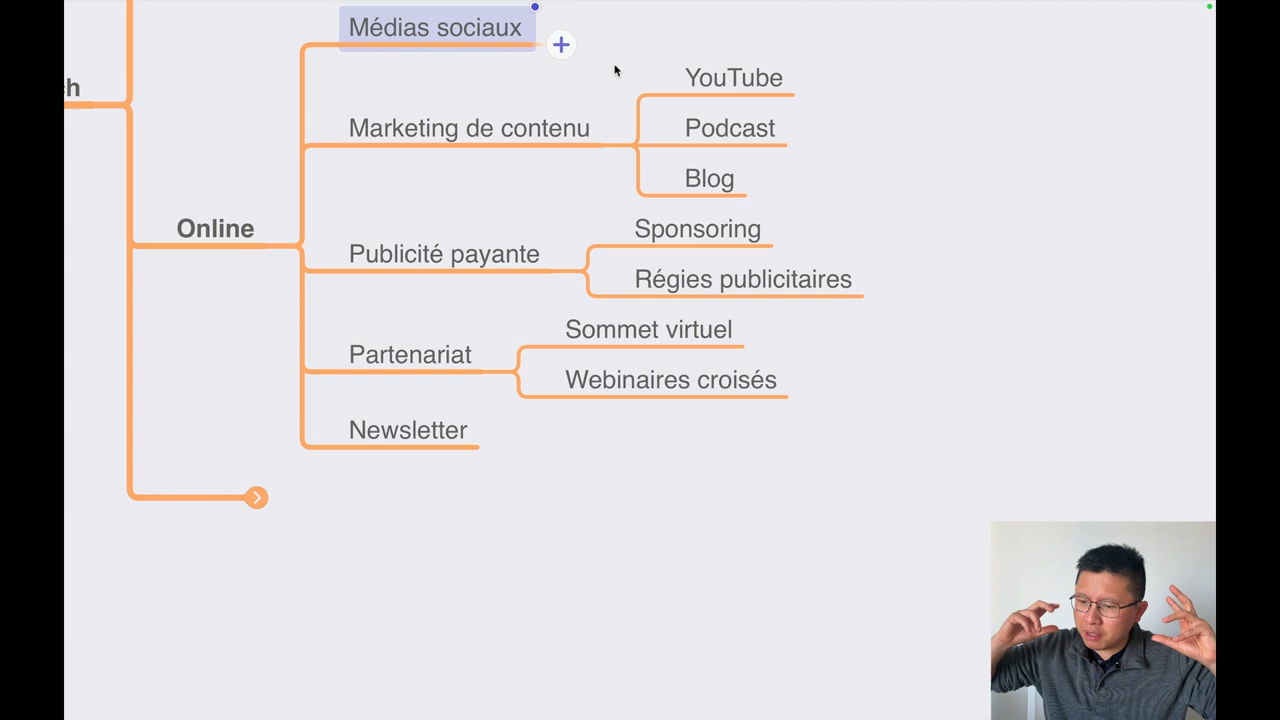 Médias sociaux
YouTube
ch
Marketing de contenu
Podcast
Blog
Online
Sponsoring
Publicité payante
Régies publicitaires
Sommet virtuel
Partenariat
Webinaires croisés
Newsletter